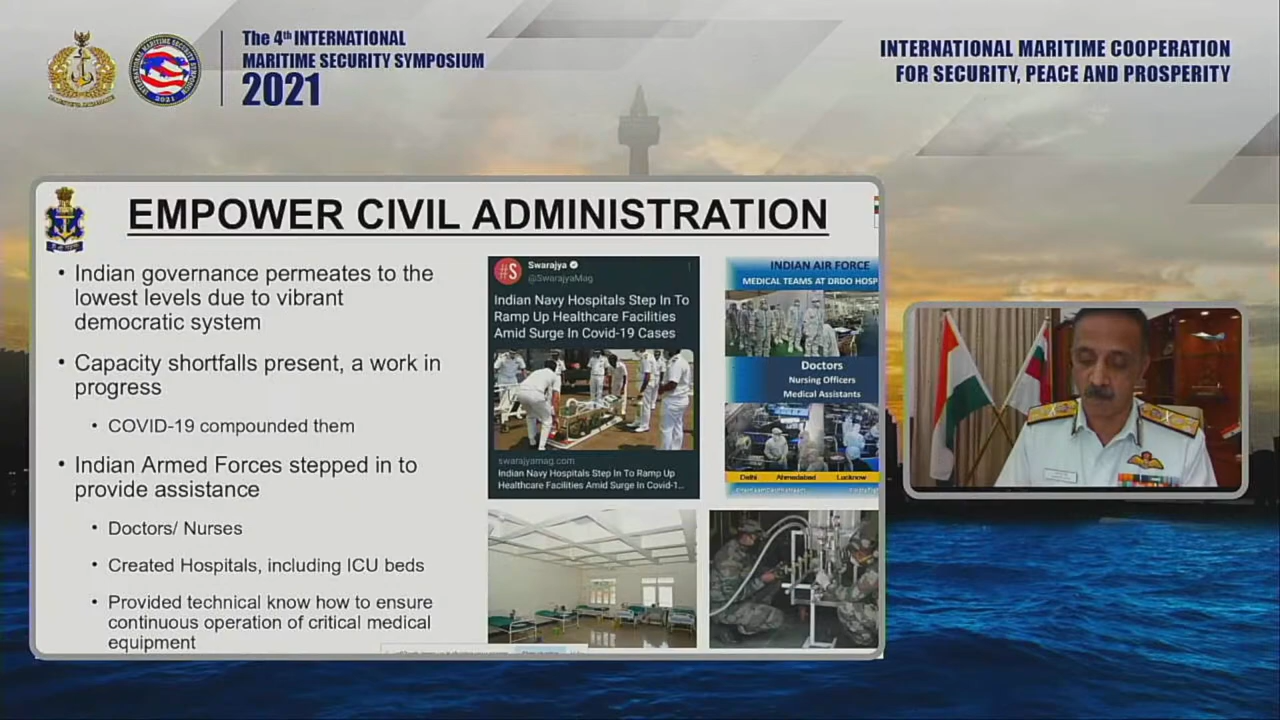 The 4th INTERNATIONAL
MARITIME SECURITY SYMPOSIUM
2021
INTERNATIONAL MARITIME COOPERATION
FOR SECURITY, PEACE AND PROSPERITY
EMPOWER CIVIL ADMINISTRATION
• Indian governance permeates to the
lowest levels due to vibrant
democratic system
• Capacity shortfalls present, a work in
progress
• COVID-19 compounded them
• Indian Armed Forces stepped in to
provide assistance
• Doctors/ Nurses
• Created Hospitals, including ICU beds
• Provided technical know how to ensure
continuous operation of critical medical
equipment
#S
Swarajya
@SwarajyaMag
Indian Navy Hospitals Step In To
Ramp Up Healthcare Facilities
Amid Surge In Covid-19 Cases
swarajyamag.com
Indian Navy Hospitals Step In To Ramp Up
Healthcare Facilities Amid Surge In Covid-1...
INDIAN AIR FORCE
MEDICAL TEAMS AT DRDO HOSP
Doctors
Nursing Officers
Medical Assistants
Delhi Ahmedabad Lucknow